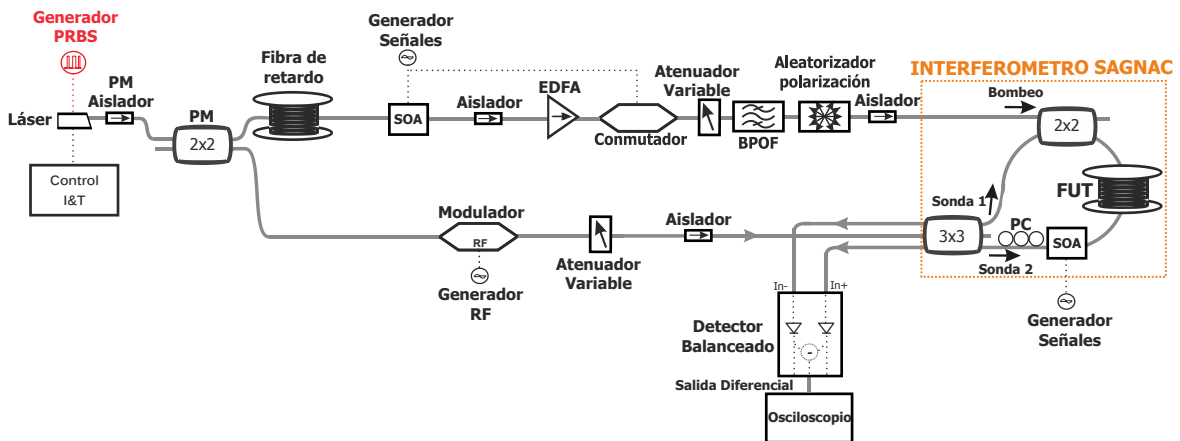 Generador
PRBS
Láser
PM
Aislador
Control
I&T
PM
2x2
Fibra de
retardo
Generador
Señales
SOA
Aislador
EDFA
Conmutador
Atenuador
Variable
BPOF
Aleatorizador
polarización
Aislador
INTERFEROMETRO SAGNAC
Bombeo
2x2
FUT
Sonda 1
3x3
PC
SOA
Sonda 2
Generador
Señales
Modulador
RF
Generador
RF
Atenuador
Variable
Aislador
In-
In+
Detector
Balanceado
-
Salida Diferencial
Osciloscopio